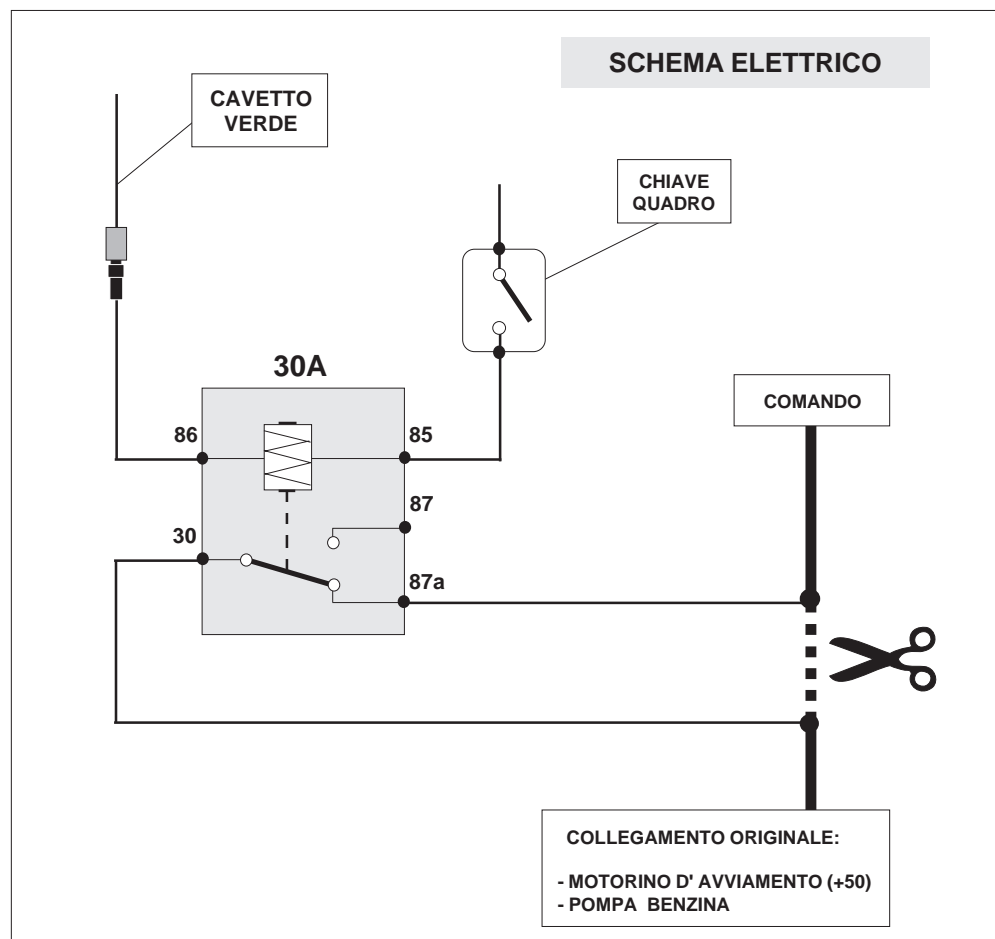 SCHEMA ELETTRICO
CAVETTO
VERDE
CHIAVE
QUADRO
30A
COMANDO
86
85
87
30
87a
COLLEGAMENTO ORIGINALE:
- MOTORINO D' AVVIAMENTO (+50)
- POMPA BENZINA